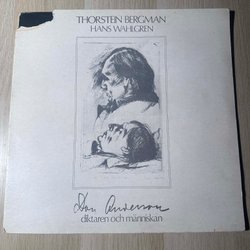 THORSTEIN BERGMAN
HANS WAHLGREN
Dan Andersson
diktaren och människan